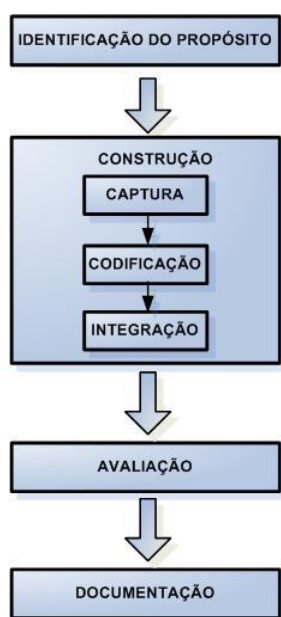 IDENTIFICAÇÃO DO PROPÓSITO
CONSTRUÇÃO
CAPTURA
CODIFICAÇÃO
INTEGRAÇÃO
AVALIAÇÃO
DOCUMENTAÇÃO